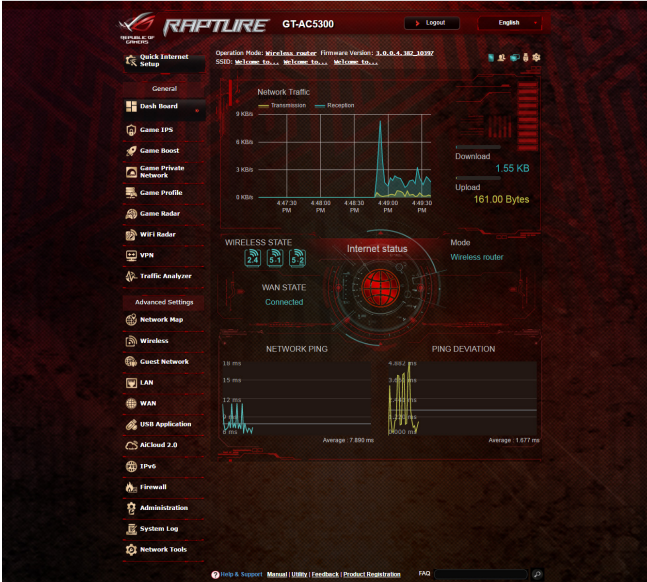 REPUBLIC OF
GAMERS
RAPTURE GT-AC5300
Logout
English
Quick Internet
Setup
Operation Mode: Wireless router Firmware Version: 3.0.0.4.382_10397
SSID: Welcome to... Welcome to... Welcome to...
General
Dash Board
Game IPS
Game Boost
Game Private
Network
Game Profile
Game Radar
WiFi Radar
VPN
Traffic Analyzer
Advanced Settings
Network Map
Wireless
Guest Network
LAN
WAN
USB Application
AiCloud 2.0
IPv6
Firewall
Administration
System Log
Network Tools
Network Traffic
Transmission Reception
9 KB/s
6 KB/s
3 KB/s
0 KB/s
4:47:30 4:48:00 4:48:30 4:49:00 4:49:30
PM PM PM PM PM
Download
1.55 KB
Upload
161.00 Bytes
WIRELESS STATE
2.4 5-1 5-2
WAN STATE
Connected
Internet status
Mode
Wireless router
NETWORK PING
18 ms
15 ms
12 ms
9 ms
6 ms
Average : 7.890 ms
PING DEVIATION
4.882 ms
0.000 ms
Average : 1.677 ms
Help & Support Manual | Utility | Feedback | Product Registration FAQ